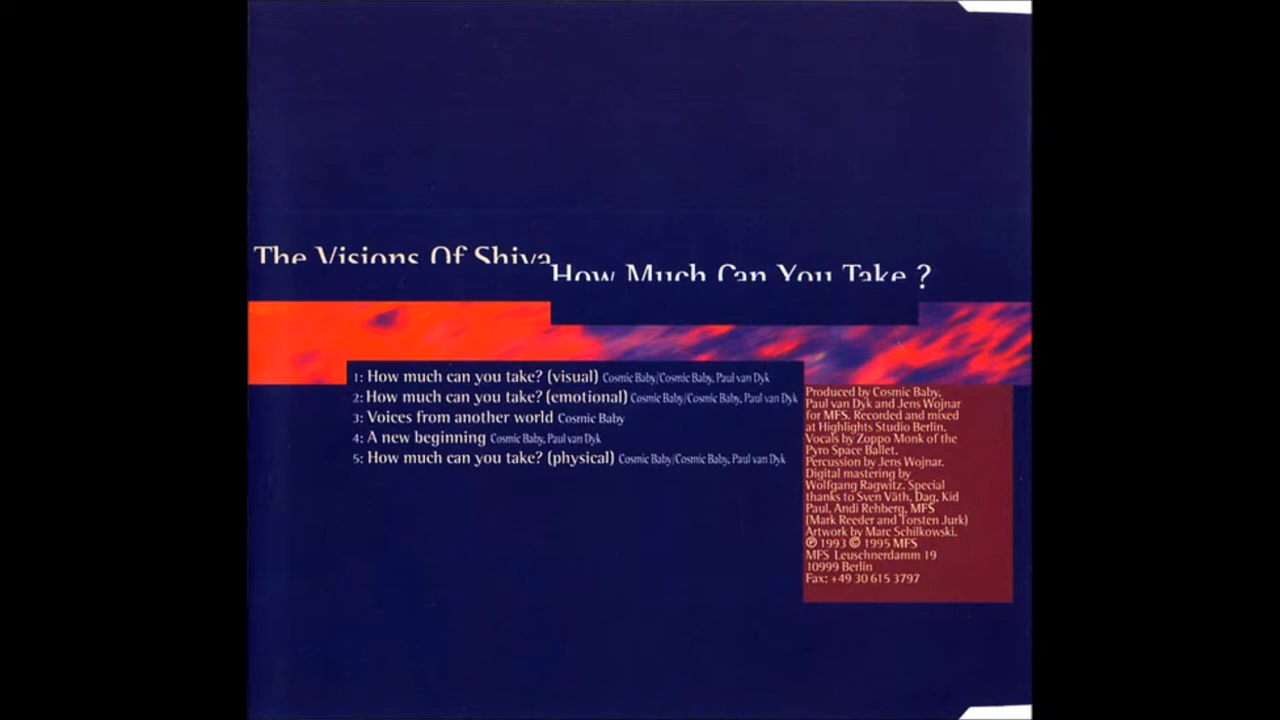 The Visions Of Shiva
How Much Can You Take ?
1: How much can you take? (visual) Cosmic Baby/Cosmic Baby, Paul van Dyk
2: How much can you take? (emotional) Cosmic Baby/Cosmic Baby, Paul van Dyk
3: Voices from another world Cosmic Baby
4: A new beginning Cosmic Baby, Paul van Dyk
5: How much can you take? (physical) Cosmic Baby/Cosmic Baby, Paul van Dyk
Produced by Cosmic Baby,
Paul van Dyk and Jens Wojnar
for MFS. Recorded and mixed
at Highlights Studio Berlin.
Vocals by Zoppo Monk of the
Pyro Space Ballet.
Percussion by Jens Wojnar.
Digital mastering by
Wolfgang Ragwitz. Special
thanks to Sven Väth, Dag, Kid
Paul, Andi Rehberg, MFS
(Mark Reeder and Torsten Jurk)
Artwork by Marc Schilkowski.
℗ 1993 © 1995 MFS
MFS Leuschnerdamm 19
10999 Berlin
Fax: +49 30 615 3797